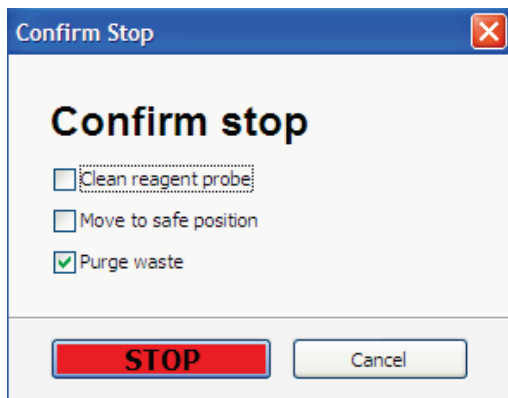 Confirm Stop
Confirm stop
Clean reagent probe
Move to safe position
Purge waste
STOP
Cancel